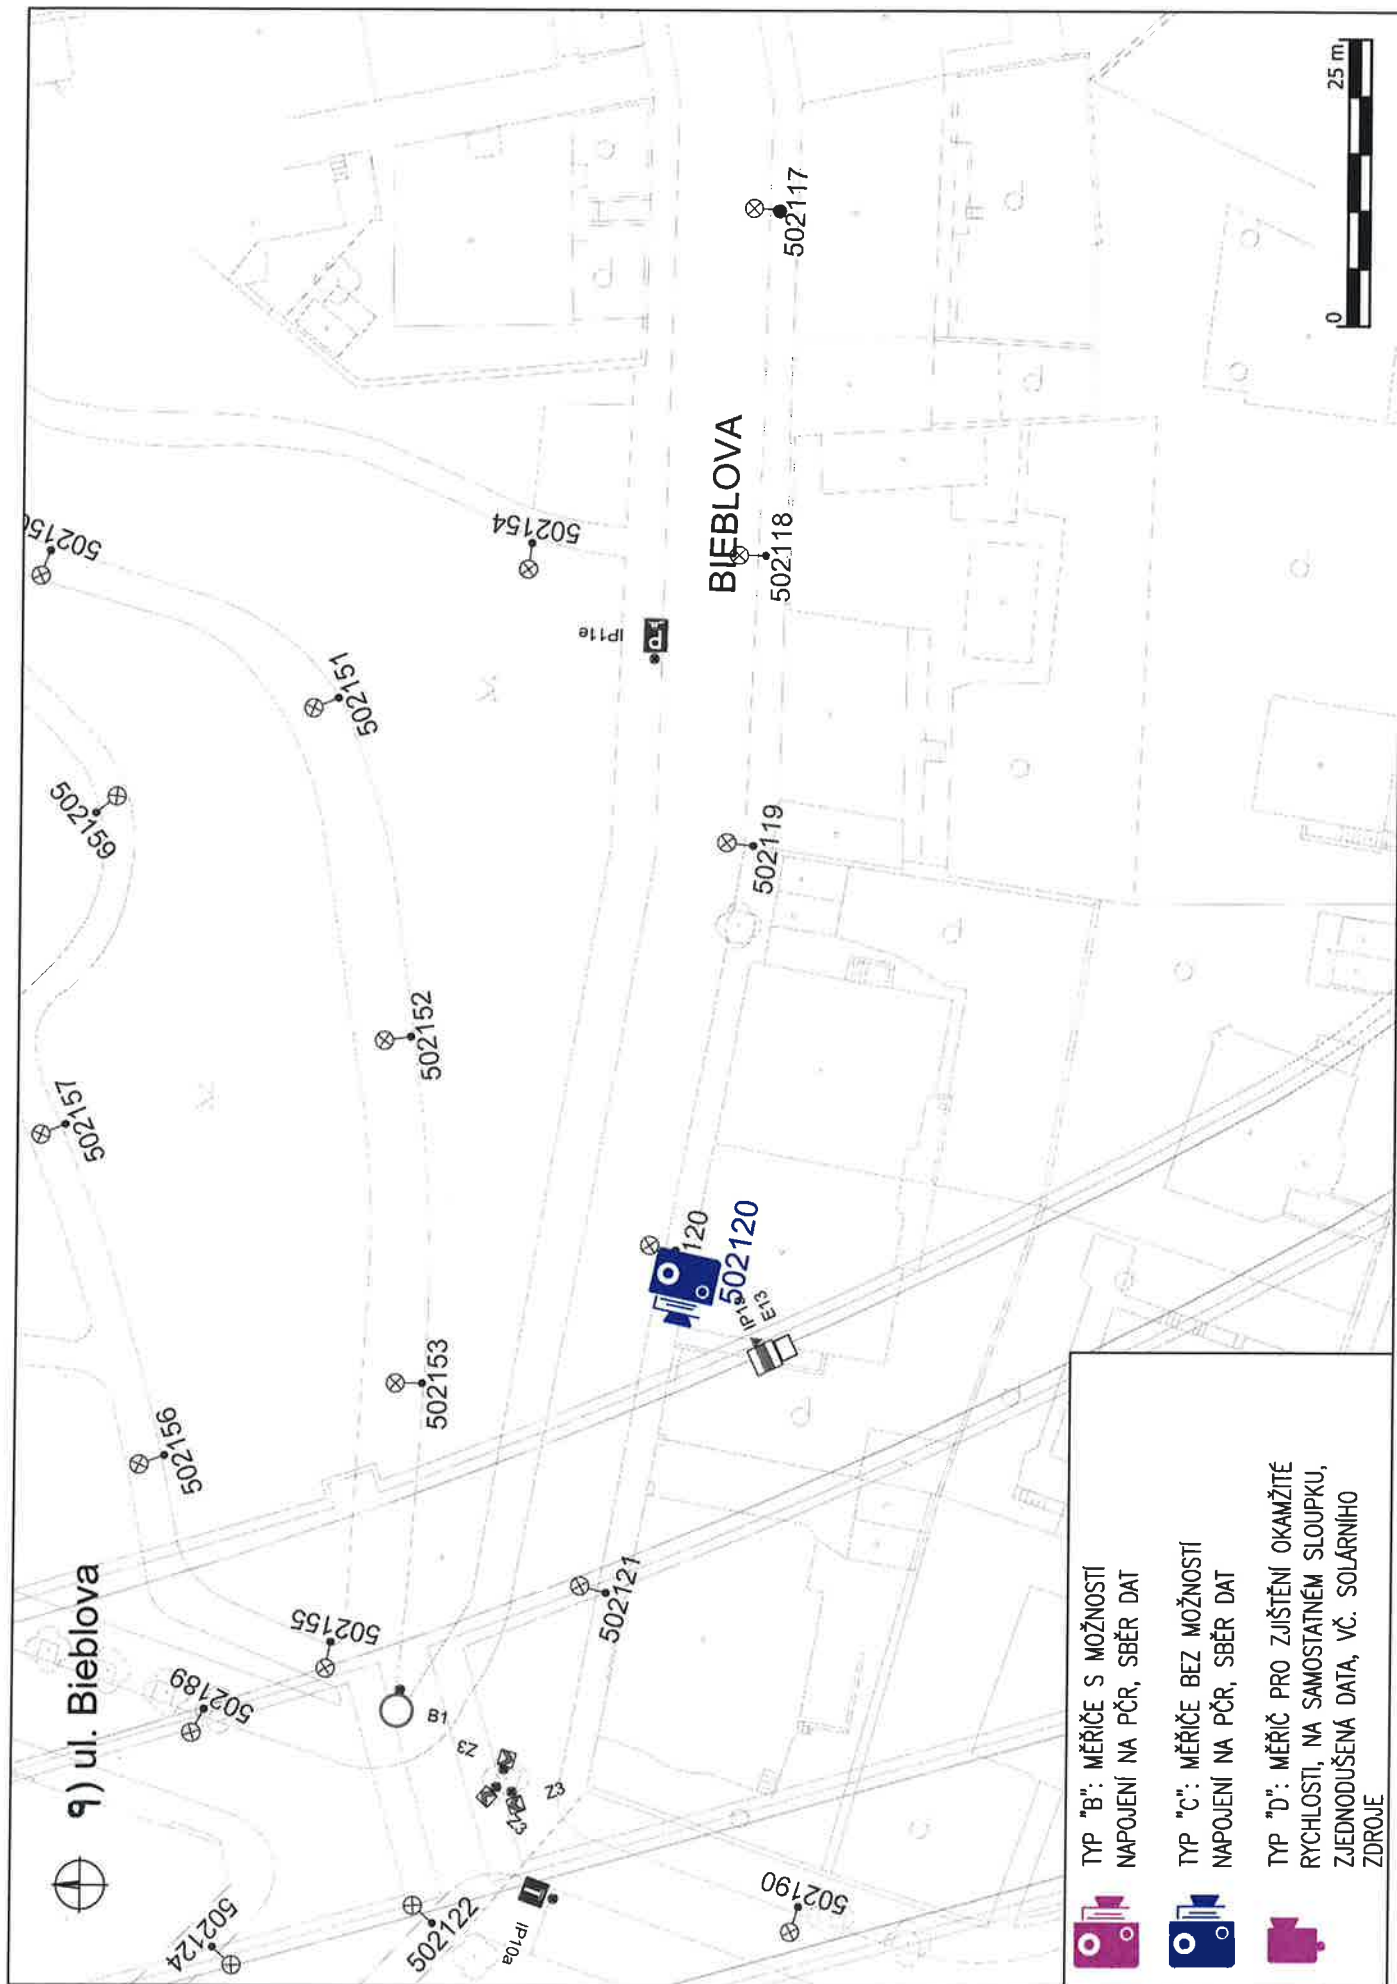 9) ul. Bieblova
502124
502189
502155
502156
502157
502159
502150
502151
502152
502153
502154
502122
502121
502190
IP10a
B1
Z3
Z3
Z3
120
502120
E13
IP11e
BIEBLOVA
502119
502118
502117
0
25 m
TYP "B": MĚŘIČE S MOŽNOSTÍ
NAPOJENÍ NA PČR, SBĚR DAT
TYP "C": MĚŘIČE BEZ MOŽNOSTÍ
NAPOJENÍ NA PČR, SBĚR DAT
TYP "D": MĚŘIČ PRO ZJIŠTĚNÍ OKAMŽITÉ
RYCHLOSTI, NA SAMOSTATNÉM SLOUPKU,
ZJEDNODUŠENÁ DATA, VČ. SOLÁRNÍHO
ZDROJE